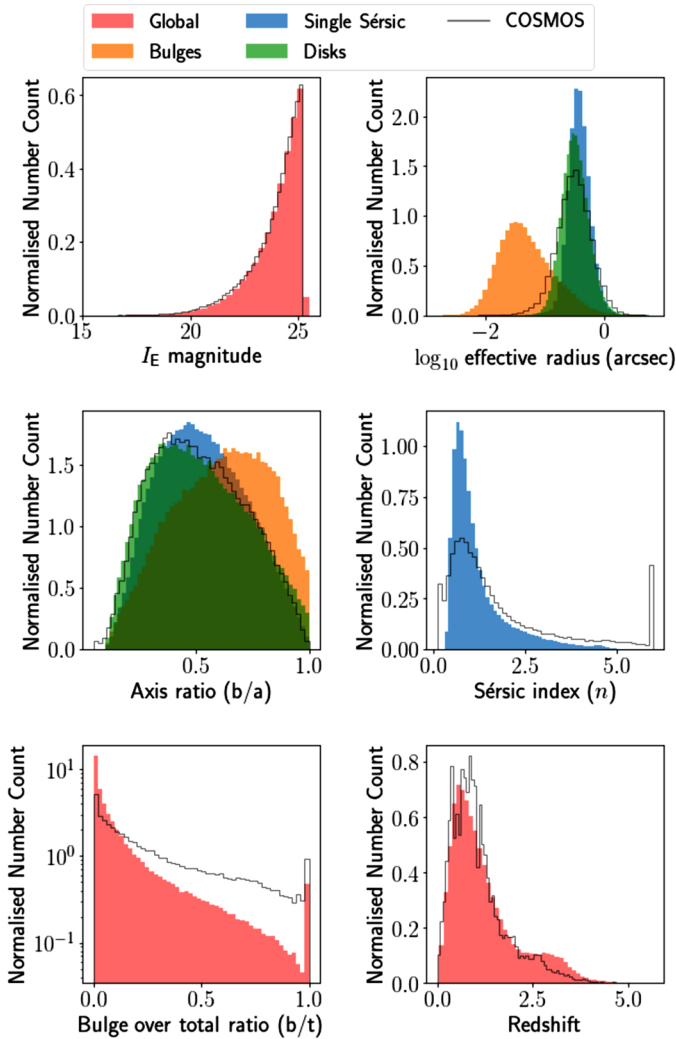 Global Single Sérsic COSMOS
Bulges Disks
Normalised Number Count
0.0 0.2 0.4 0.6
15 20 25
I_E magnitude
Normalised Number Count
0.0 0.5 1.0 1.5 2.0
−2 0
log10 effective radius (arcsec)
Normalised Number Count
0.0 0.5 1.0 1.5
0.5 1.0
Axis ratio (b/a)
Normalised Number Count
0.00 0.25 0.50 0.75 1.00
0.0 2.5 5.0
Sérsic index (n)
Normalised Number Count
10^−1 10^0 10^1
0.0 0.5 1.0
Bulge over total ratio (b/t)
Normalised Number Count
0.0 0.2 0.4 0.6 0.8
0.0 2.5 5.0
Redshift